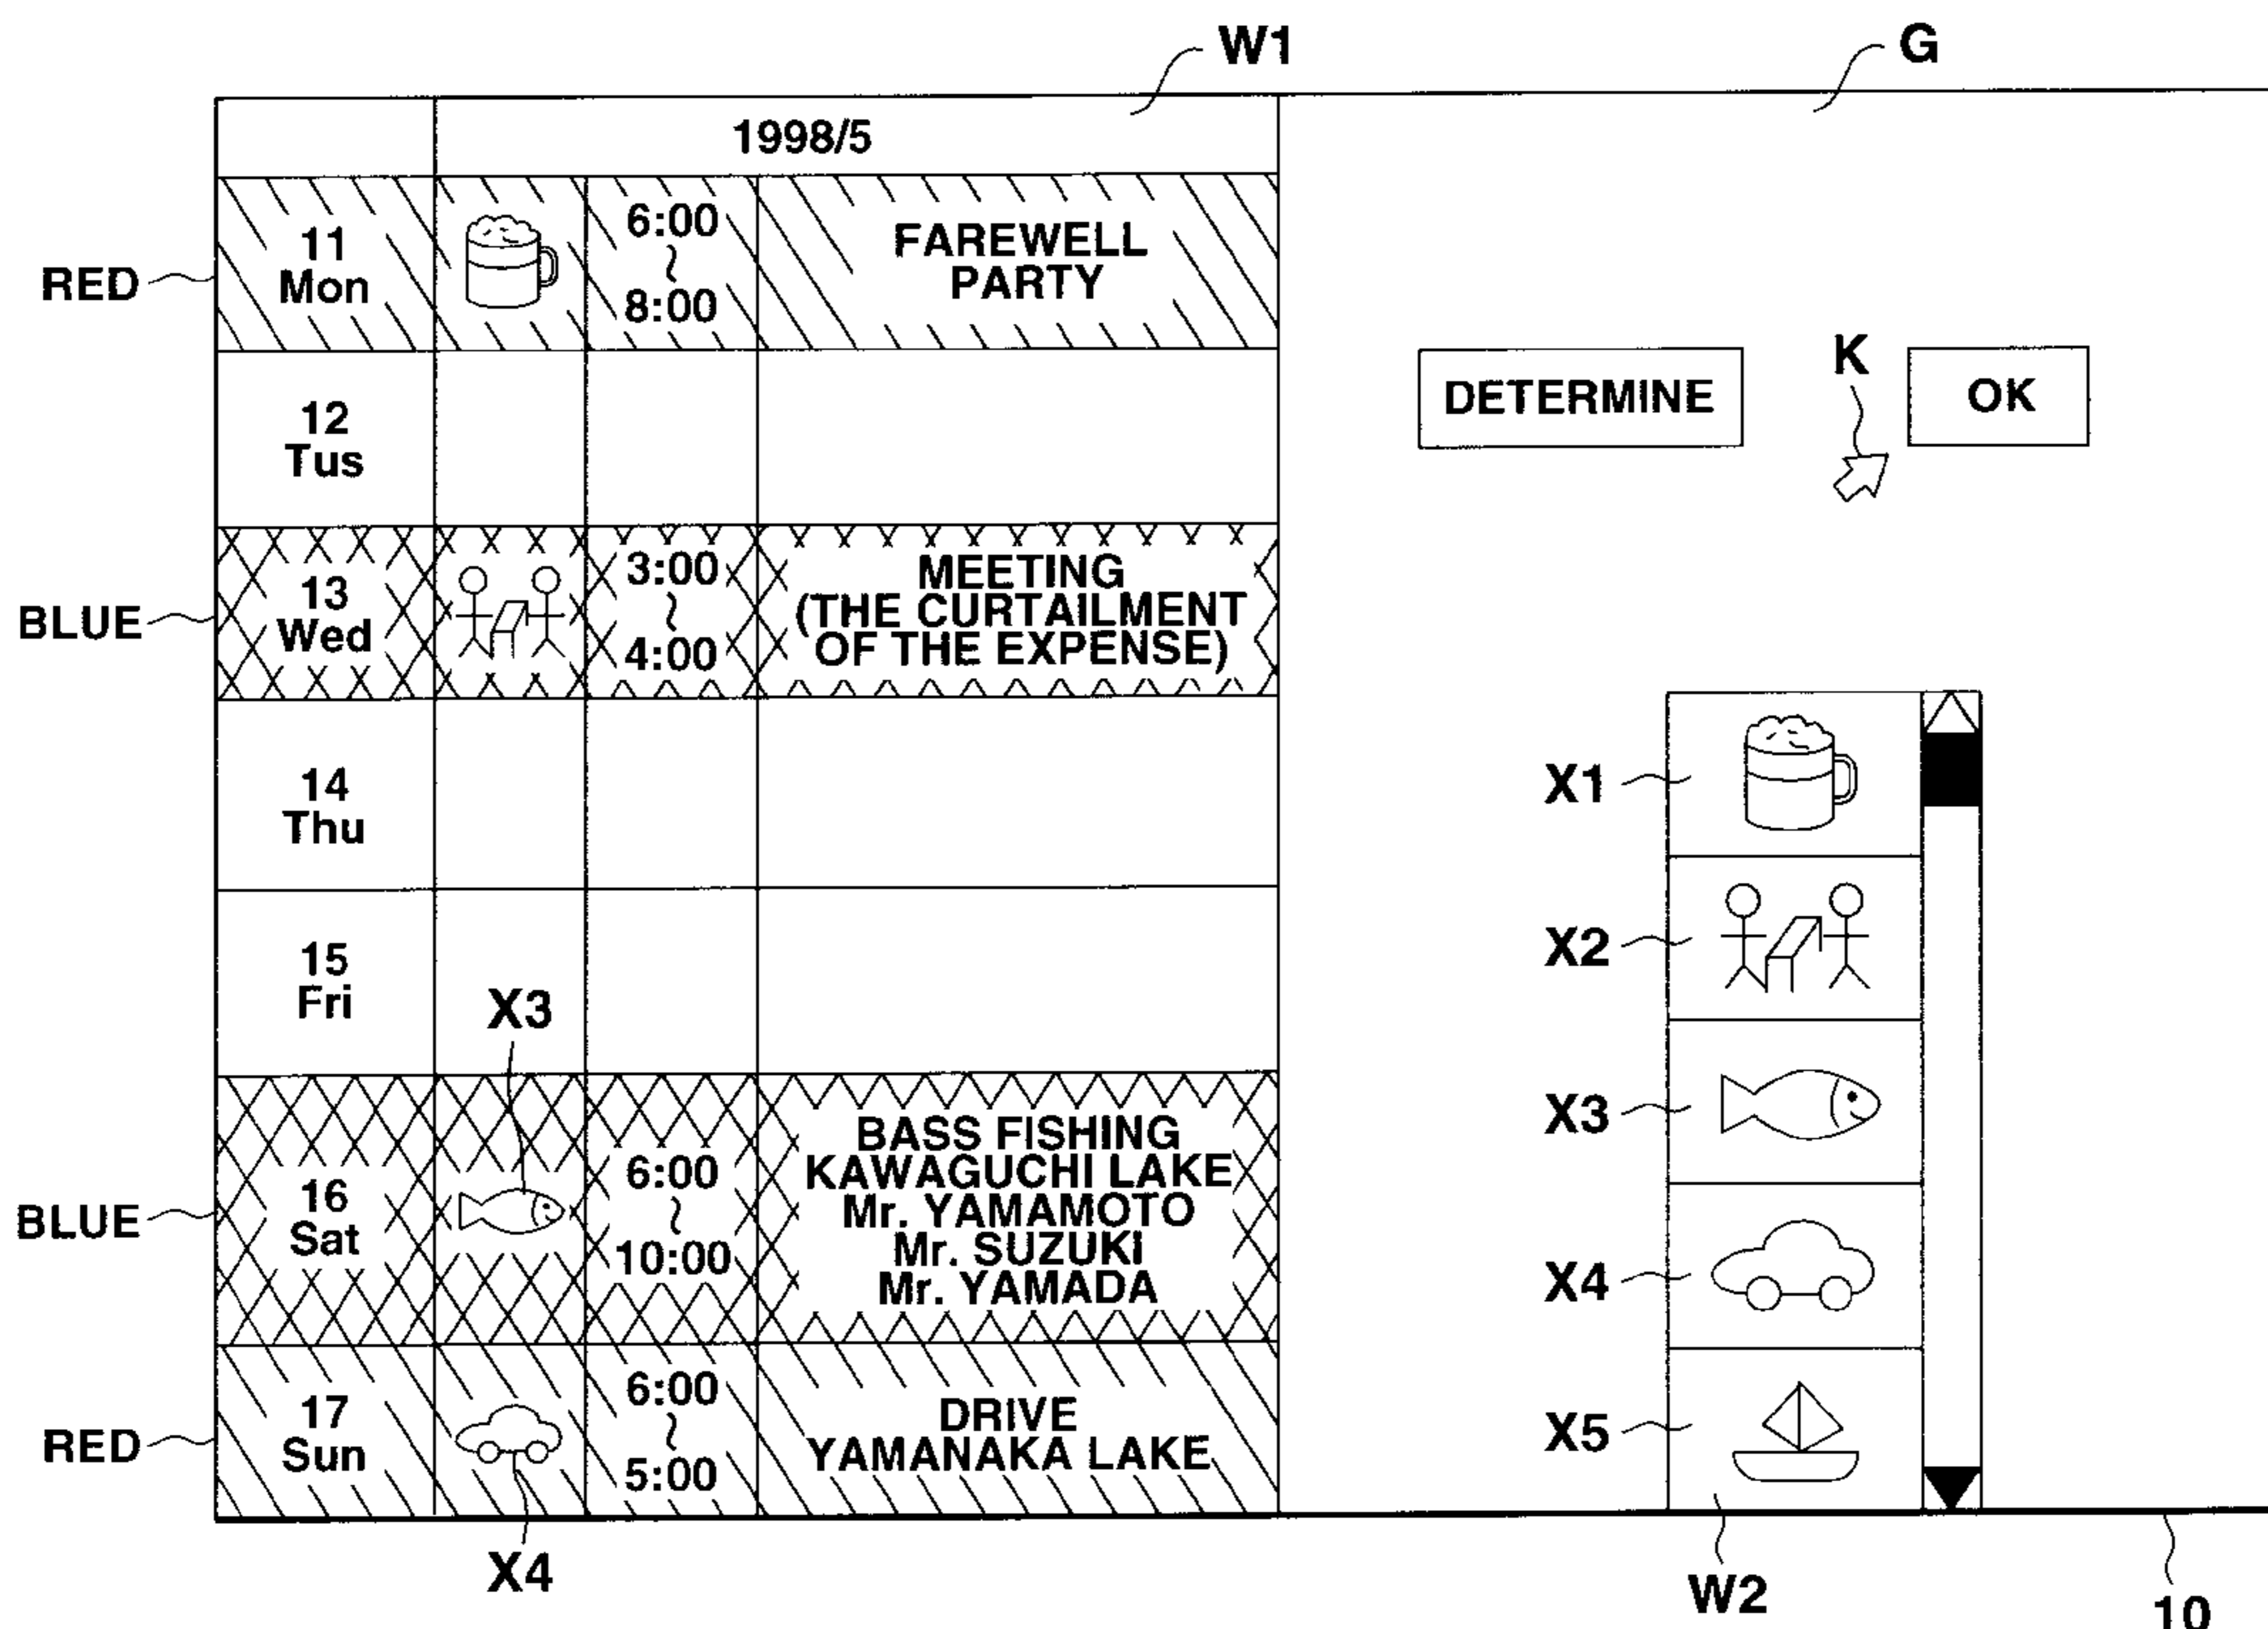 W1
G
1998/5
RED
11
Mon
6:00
~
8:00
FAREWELL
PARTY
12
Tus
DETERMINE
K
OK
BLUE
13
Wed
3:00
~
4:00
MEETING
(THE CURTAILMENT
OF THE EXPENSE)
14
Thu
15
Fri
X3
BLUE
16
Sat
6:00
~
10:00
BASS FISHING
KAWAGUCHI LAKE
Mr. YAMAMOTO
Mr. SUZUKI
Mr. YAMADA
RED
17
Sun
6:00
~
5:00
DRIVE
YAMANAKA LAKE
X4
X1
X2
X3
X4
X5
W2
10